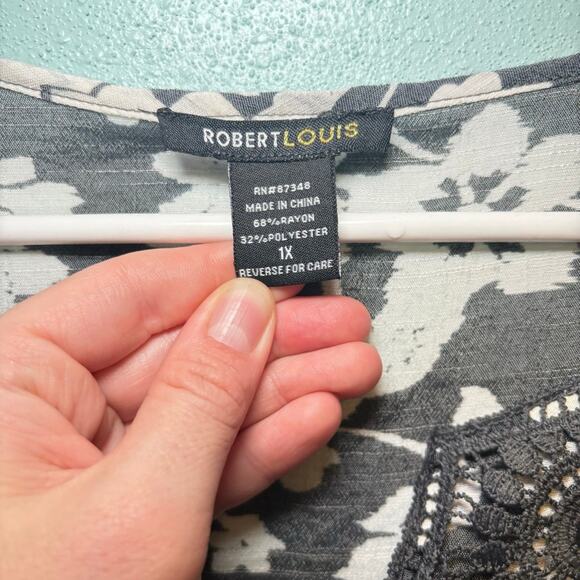 ROBERTLOUIS
RN#87348
MADE IN CHINA
68%RAYON
32%POLYESTER
1X
REVERSE FOR CARE